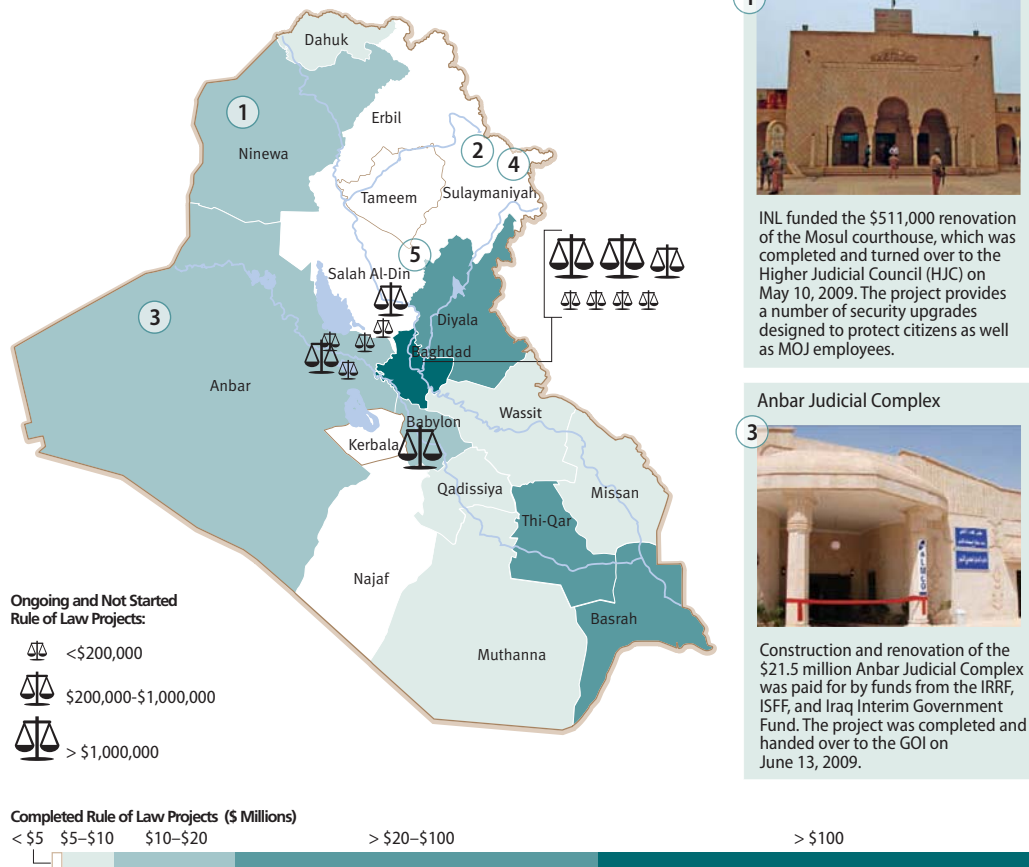 Dahuk
1
Ninewa
Erbil
2
4
Tameem
Sulaymaniyah
5
Salah Al-Din
3
Diyala
Baghdad
Anbar
Wassit
Babylon
Kerbala
Qadissiya
Missan
Thi-Qar
Najaf
Basrah
Muthanna
Ongoing and Not Started
Rule of Law Projects:
<$200,000
$200,000-$1,000,000
> $1,000,000
Completed Rule of Law Projects ($ Millions)
< $5 $5–$10 $10–$20 > $20–$100 > $100
INL funded the $511,000 renovation
of the Mosul courthouse, which was
completed and turned over to the
Higher Judicial Council (HJC) on
May 10, 2009. The project provides
a number of security upgrades
designed to protect citizens as well
as MOJ employees.
Anbar Judicial Complex
3
Construction and renovation of the
$21.5 million Anbar Judicial Complex
was paid for by funds from the IRRF,
ISFF, and Iraq Interim Government
Fund. The project was completed and
handed over to the GOI on
June 13, 2009.